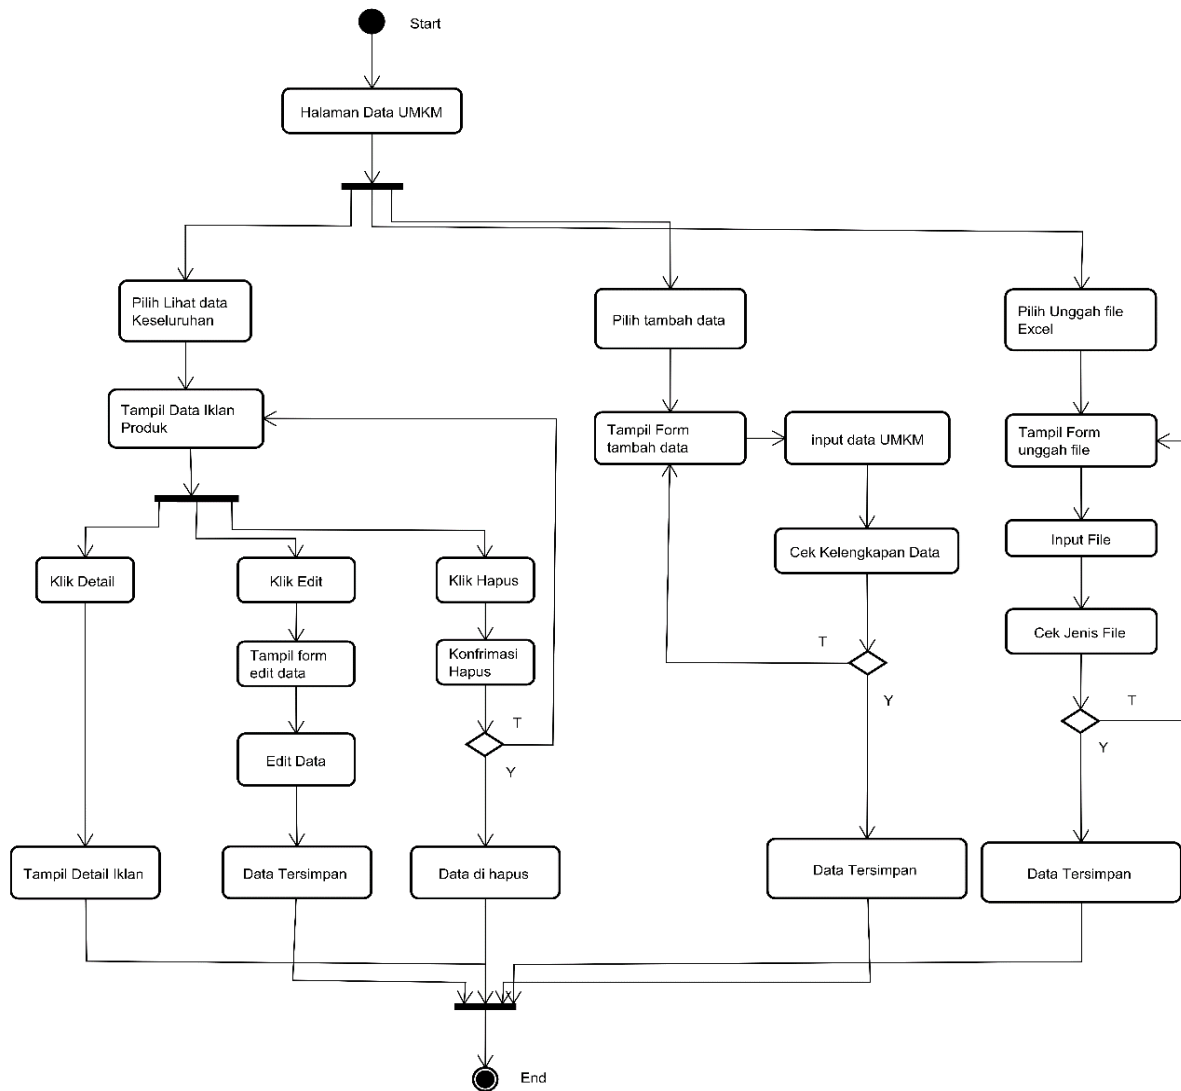 Start
Halaman Data UMKM
Pilih Lihat data
Keseluruhan
Pilih tambah data
Pilih Unggah file
Excel
Tampil Data Iklan
Produk
Tampil Form
tambah data
input data UMKM
Tampil Form
unggah file
Klik Detail
Klik Edit
Klik Hapus
Cek Kelengkapan Data
Input File
Tampil form
edit data
Konfrimasi
Hapus
Cek Jenis File
T
Y
T
Y
T
Y
Edit Data
Tampil Detail Iklan
Data Tersimpan
Data di hapus
Data Tersimpan
Data Tersimpan
End